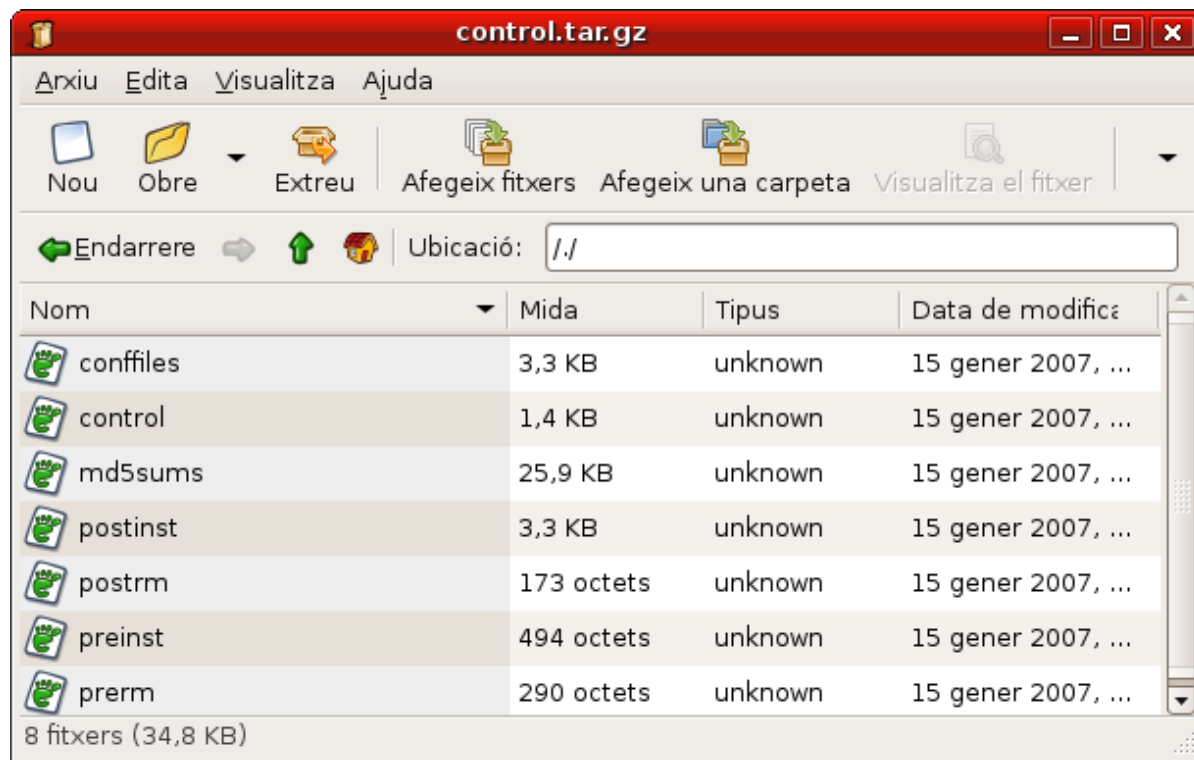 control.tar.gz
Arxiu Edita Visualitza Ajuda
Nou Obre Extreu Afegeix fitxers Afegeix una carpeta Visualitza el fitxer
Endarrere Ubicació: /./
Nom Mida Tipus Data de modifica
conffiles 3,3 KB unknown 15 gener 2007, ...
control 1,4 KB unknown 15 gener 2007, ...
md5sums 25,9 KB unknown 15 gener 2007, ...
postinst 3,3 KB unknown 15 gener 2007, ...
postrm 173 octets unknown 15 gener 2007, ...
preinst 494 octets unknown 15 gener 2007, ...
prerm 290 octets unknown 15 gener 2007, ...
8 fitxers (34,8 KB)